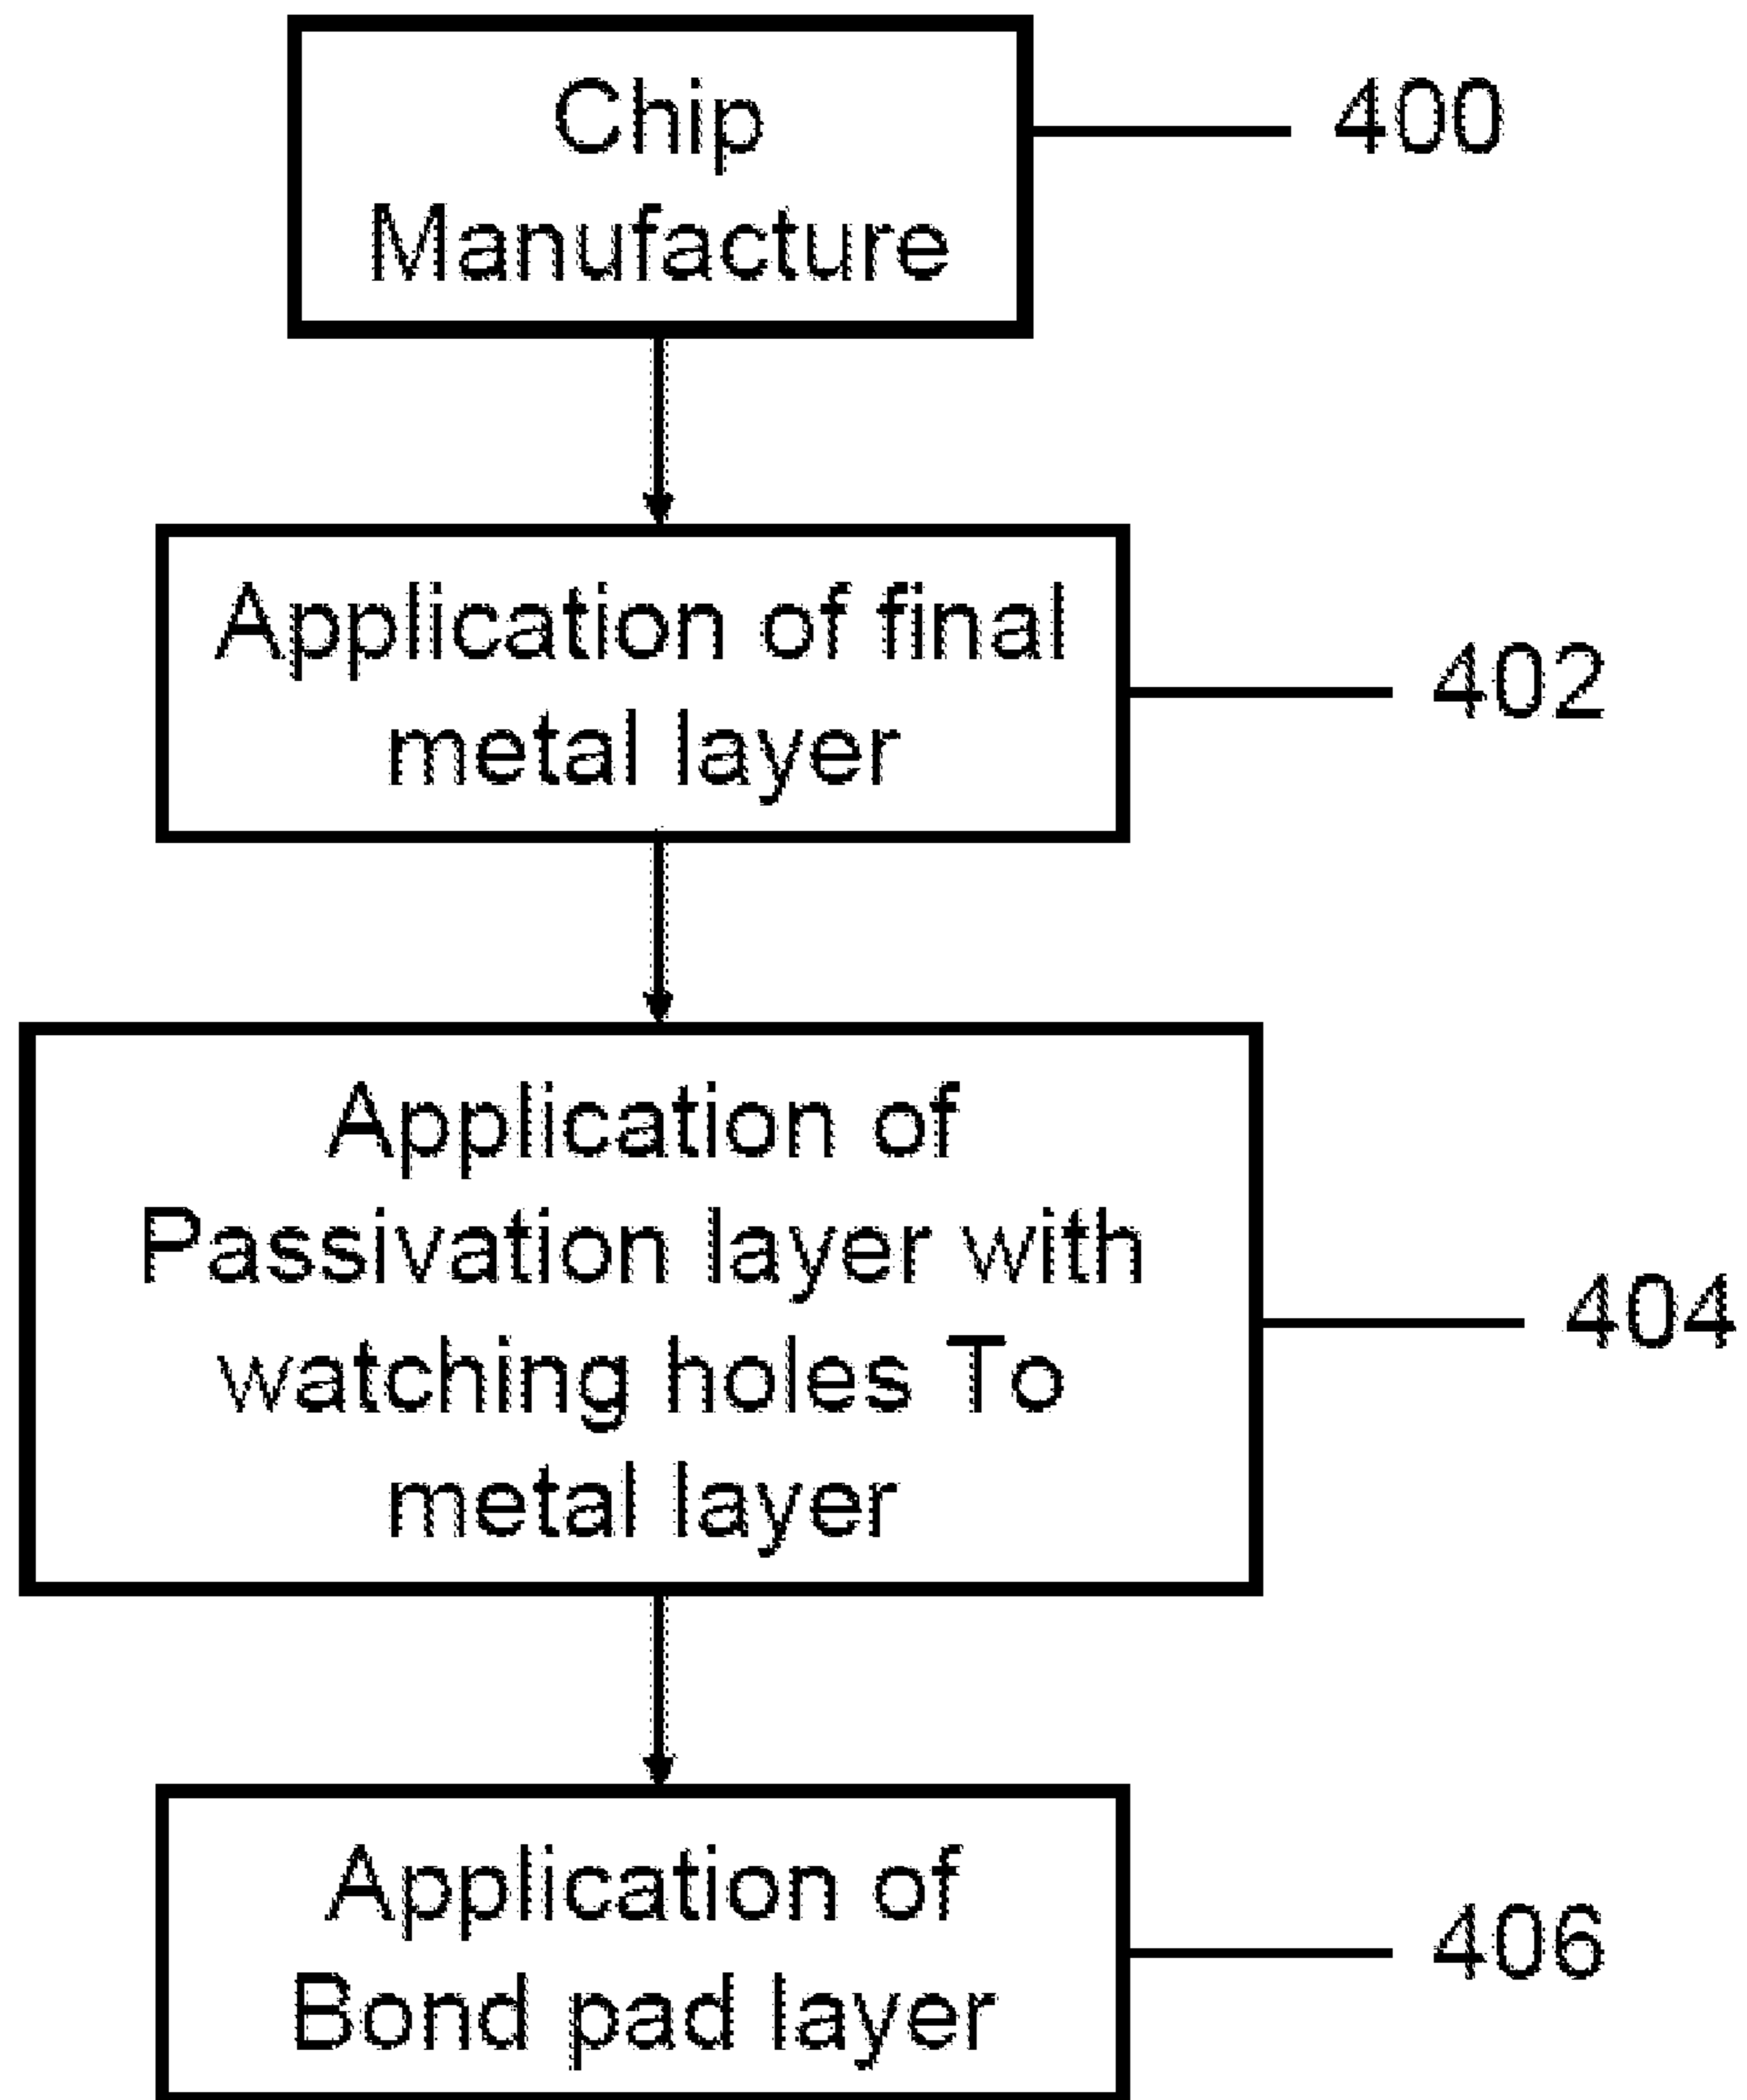 Chip
Manufacture
400
Application of final
metal layer
402
Application of
Passivation layer with
watching holes To
metal layer
404
Application of
Bond pad layer
406